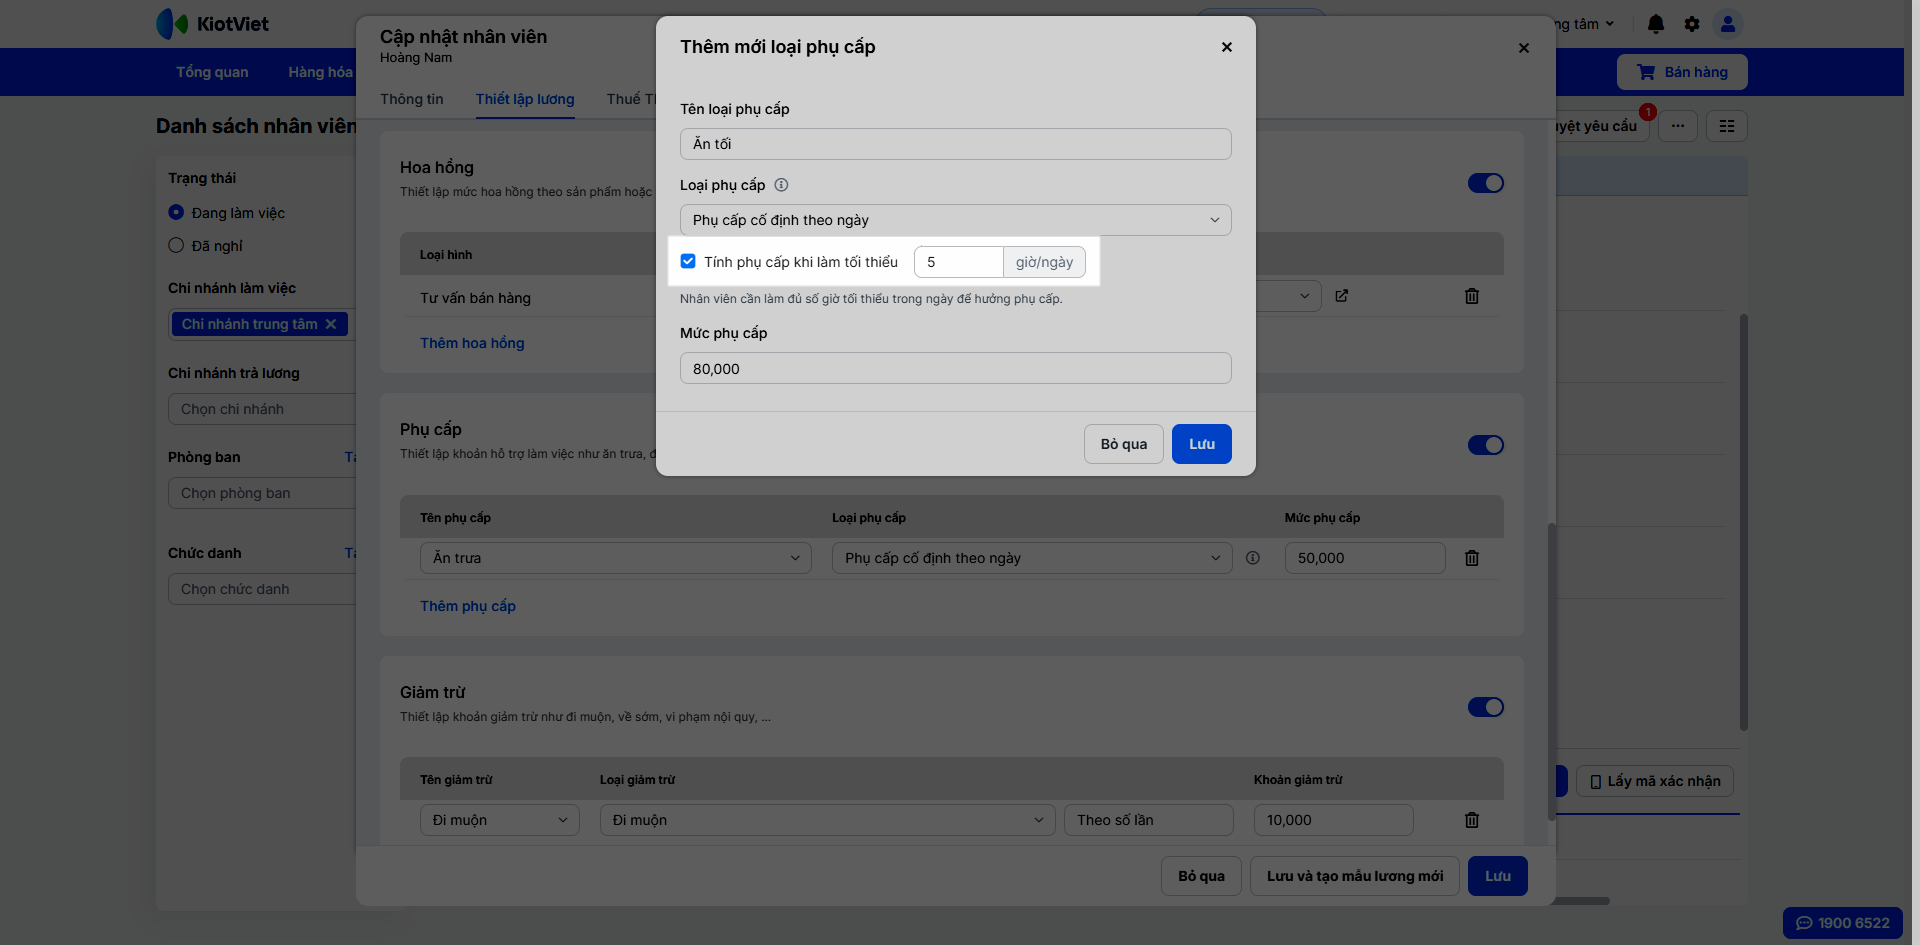 KiotViet
ng tâm
Tổng quan
Hàng hóa
Bán hàng
Danh sách nhân viên
yệt yêu cầu
1
Trạng thái
Đang làm việc
Đã nghỉ
Chi nhánh làm việc
Chi nhánh trung tâm
Chi nhánh trả lương
Chọn chi nhánh
Phòng ban
Tạ
Chọn phòng ban
Chức danh
Tạ
Chọn chức danh
Cập nhật nhân viên
Hoàng Nam
Thông tin
Thiết lập lương
Thuế T
Hoa hồng
Thiết lập mức hoa hồng theo sản phẩm hoặc
Loại hình
Tư vấn bán hàng
Thêm hoa hồng
Phụ cấp
Thiết lập khoản hỗ trợ làm việc như ăn trưa, đ
Tên phụ cấp
Loại phụ cấp
Mức phụ cấp
Ăn trưa
Phụ cấp cố định theo ngày
50,000
Thêm phụ cấp
Giảm trừ
Thiết lập khoản giảm trừ như đi muộn, về sớm, vi phạm nội quy, ...
Tên giảm trừ
Loại giảm trừ
Khoản giảm trừ
Đi muộn
Đi muộn
Theo số lần
10,000
Bỏ qua
Lưu và tạo mẫu lương mới
Lưu
Thêm mới loại phụ cấp
Tên loại phụ cấp
Ăn tối
Loại phụ cấp
Phụ cấp cố định theo ngày
Tính phụ cấp khi làm tối thiểu
5
giờ/ngày
Nhân viên cần làm đủ số giờ tối thiểu trong ngày để hưởng phụ cấp.
Mức phụ cấp
80,000
Bỏ qua
Lưu
Lấy mã xác nhận
1900 6522